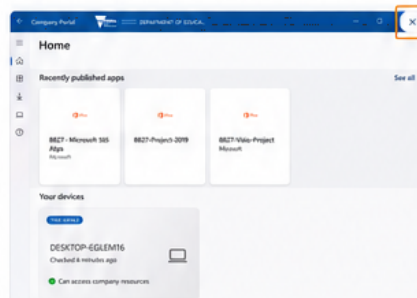 Company Portal
DEPARTMENT OF EDUCA..
Home
Recently published apps
See all
8827 - Microsoft 365
Apps
Microsoft
8827-Project-2019
8827-Visio-Project
Microsoft
Your devices
DESKTOP-EGLEM16
Checked 4 minutes ago
Can access company resources